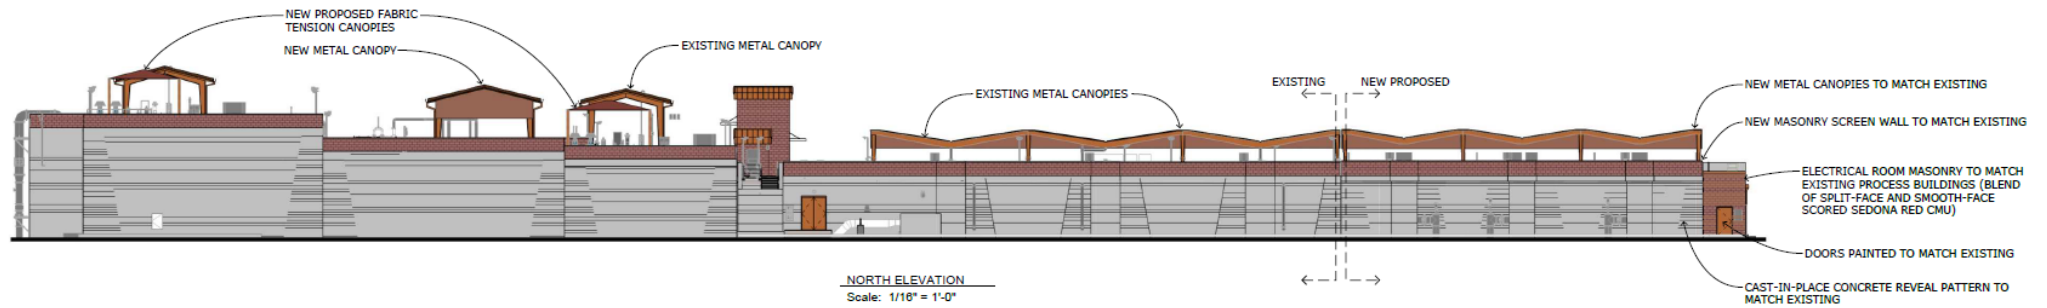 NEW PROPOSED FABRIC
TENSION CANOPIES
NEW METAL CANOPY
EXISTING METAL CANOPY
EXISTING METAL CANOPIES
EXISTING
NEW PROPOSED
NEW METAL CANOPIES TO MATCH EXISTING
NEW MASONRY SCREEN WALL TO MATCH EXISTING
ELECTRICAL ROOM MASONRY TO MATCH
EXISTING PROCESS BUILDINGS (BLEND
OF SPLIT-FACE AND SMOOTH-FACE
SCORED SEDONA RED CMU)
DOORS PAINTED TO MATCH EXISTING
CAST-IN-PLACE CONCRETE REVEAL PATTERN TO
MATCH EXISTING
NORTH ELEVATION
Scale: 1/16" = 1'-0"